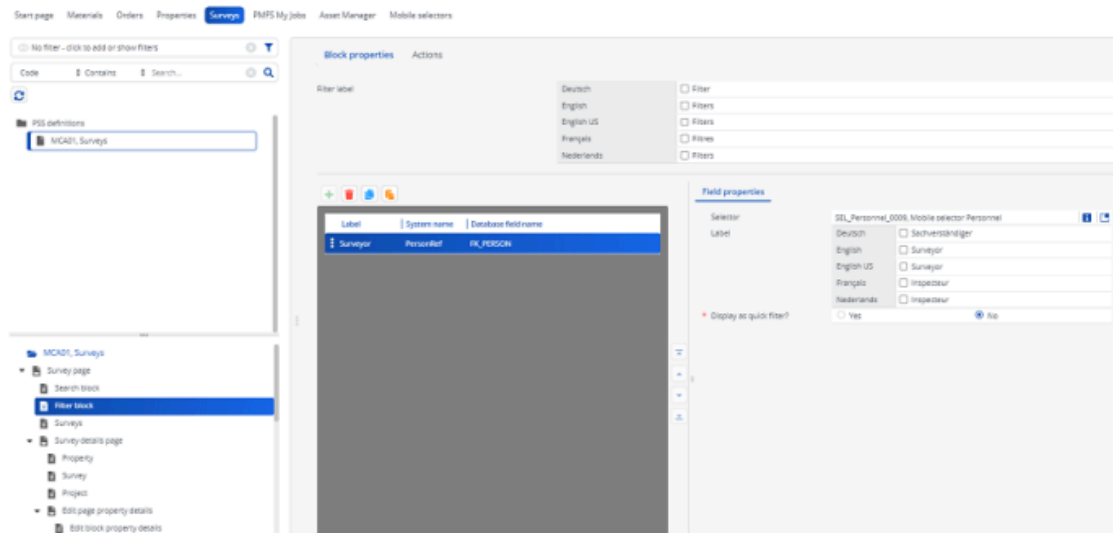 Start page Materials Orders Properties Surveys PMFS My Jobs Asset Manager Mobile selectors
No filter - click to add or show filters
Code Contains Search...
PSS definitions
MCA01, Surveys
MCA01, Surveys
Survey page
Search block
Filter block
Surveys
Survey details page
Property
Survey
Project
Edit page property details
Edit block property details
Block properties Actions
Filter label
Deutsch Filter
English Filters
English US Filters
Français Filtres
Nederlands Filters
Label System name Database field name
Surveyor PersonRef FK_PERSON
Field properties
Selector SEL_Personnel_0009, Mobile selector Personnel
Label Deutsch Sachverständiger
English Surveyor
English US Surveyor
Français Inspecteur
Nederlands Inspecteur
* Display as quick filter? Yes No